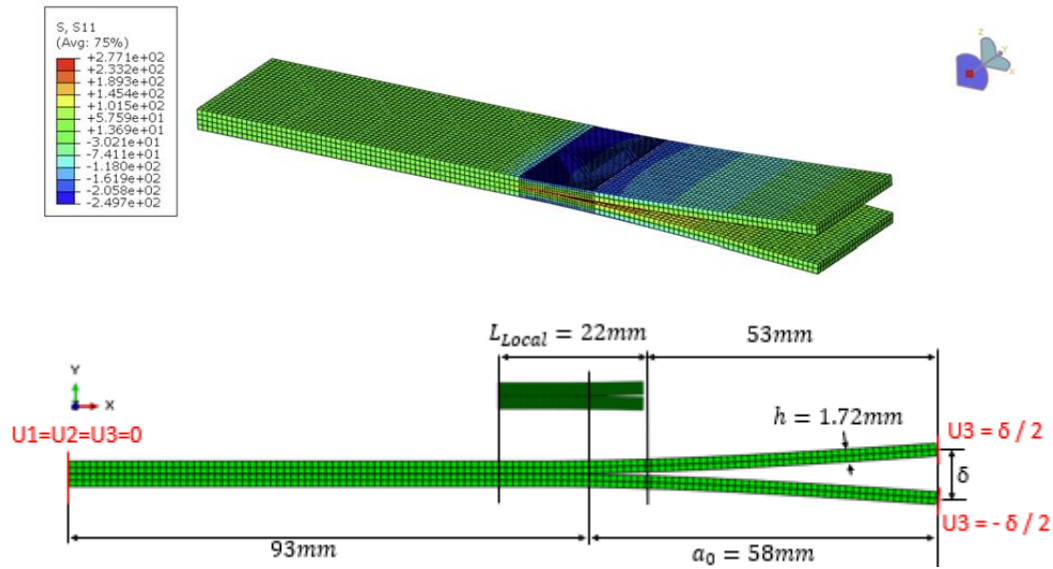 S, S11
(Avg: 75%)
+2.771e+02
+2.332e+02
+1.893e+02
+1.454e+02
+1.015e+02
+5.759e+01
+1.369e+01
-3.021e+01
-7.411e+01
-1.180e+02
-1.619e+02
-2.058e+02
-2.497e+02
Z
Y
X
L_Local = 22mm
53mm
Y
X
U1=U2=U3=0
h = 1.72mm
U3 = δ / 2
δ
U3 = - δ / 2
93mm
a₀ = 58mm